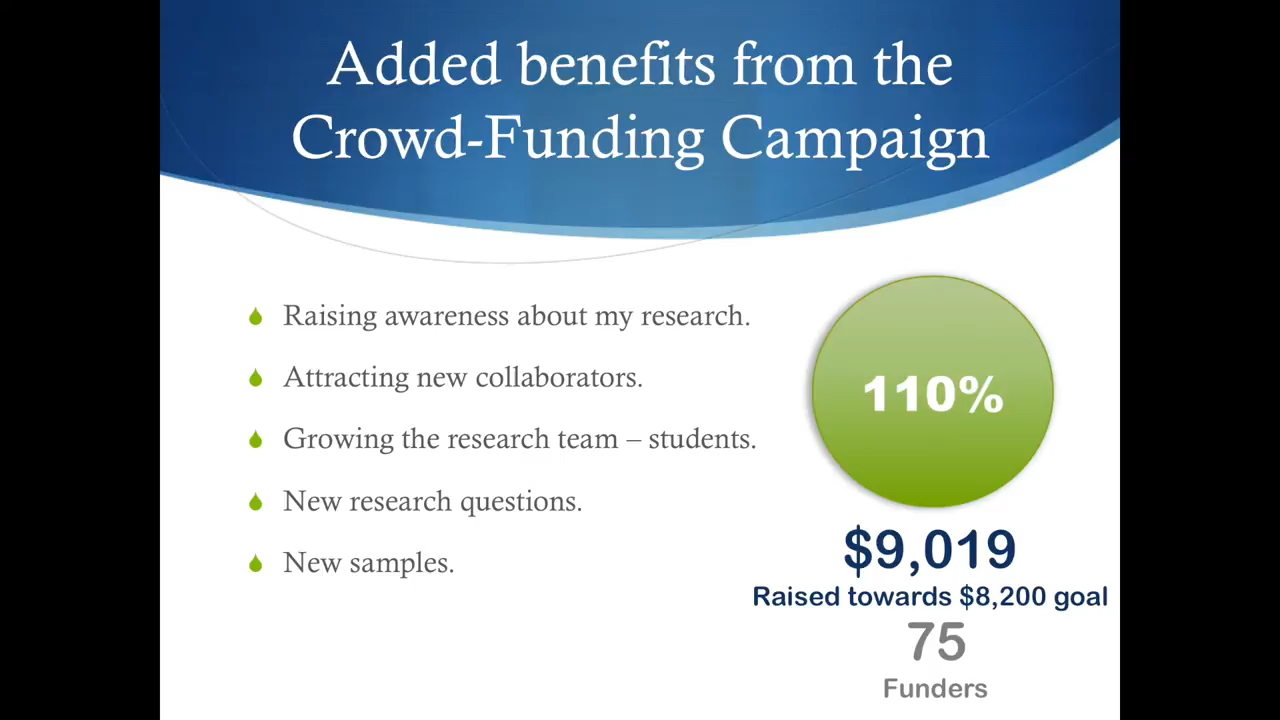 Added benefits from the
Crowd-Funding Campaign
Raising awareness about my research.
Attracting new collaborators.
Growing the research team – students.
New research questions.
New samples.
110%
$9,019
Raised towards $8,200 goal
75
Funders